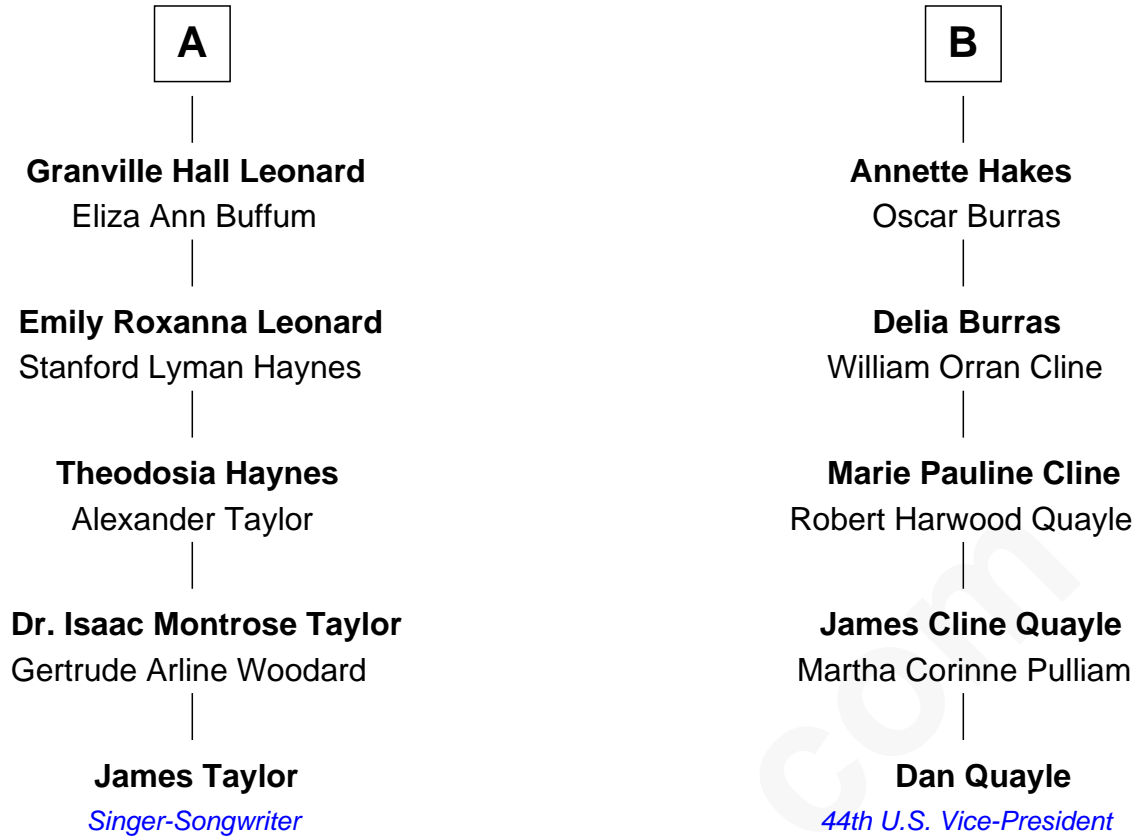 A
Granville Hall Leonard
Eliza Ann Buffum
Emily Roxanna Leonard
Stanford Lyman Haynes
Theodosia Haynes
Alexander Taylor
Dr. Isaac Montrose Taylor
Gertrude Arline Woodard
James Taylor
Singer-Songwriter
B
Annette Hakes
Oscar Burras
Delia Burras
William Orran Cline
Marie Pauline Cline
Robert Harwood Quayle
James Cline Quayle
Martha Corinne Pulliam
Dan Quayle
44th U.S. Vice-President
com